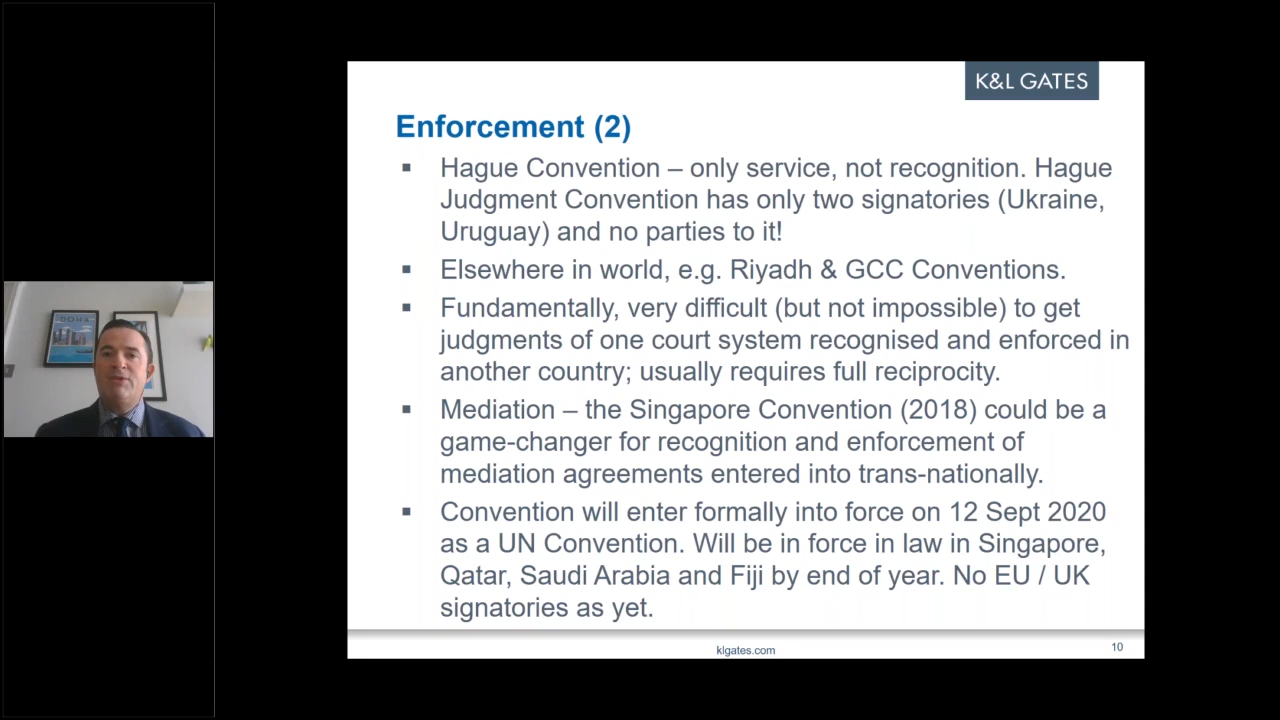 K&L GATES
Enforcement (2)
▪ Hague Convention – only service, not recognition. Hague
Judgment Convention has only two signatories (Ukraine,
Uruguay) and no parties to it!
▪ Elsewhere in world, e.g. Riyadh & GCC Conventions.
▪ Fundamentally, very difficult (but not impossible) to get
judgments of one court system recognised and enforced in
another country; usually requires full reciprocity.
▪ Mediation – the Singapore Convention (2018) could be a
game-changer for recognition and enforcement of
mediation agreements entered into trans-nationally.
▪ Convention will enter formally into force on 12 Sept 2020
as a UN Convention. Will be in force in law in Singapore,
Qatar, Saudi Arabia and Fiji by end of year. No EU / UK
signatories as yet.
klgates.com
10
DOHA